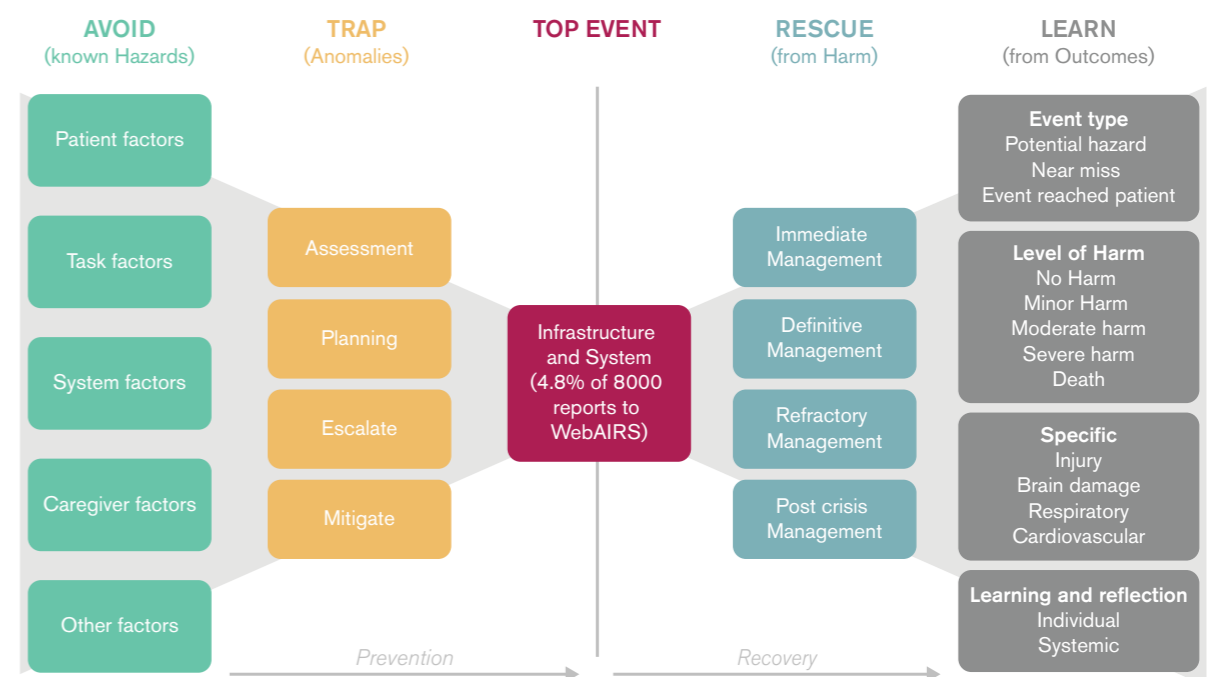 AVOID
(known Hazards)
TRAP
(Anomalies)
TOP EVENT
RESCUE
(from Harm)
LEARN
(from Outcomes)
Patient factors
Task factors
System factors
Caregiver factors
Other factors
Assessment
Planning
Escalate
Mitigate
Infrastructure
and System
(4.8% of 8000
reports to
WebAIRS)
Immediate
Management
Definitive
Management
Refractory
Management
Post crisis
Management
Event type
Potential hazard
Near miss
Event reached patient
Level of Harm
No Harm
Minor Harm
Moderate harm
Severe harm
Death
Specific
Injury
Brain damage
Respiratory
Cardiovascular
Learning and reflection
Individual
Systemic
Prevention
Recovery